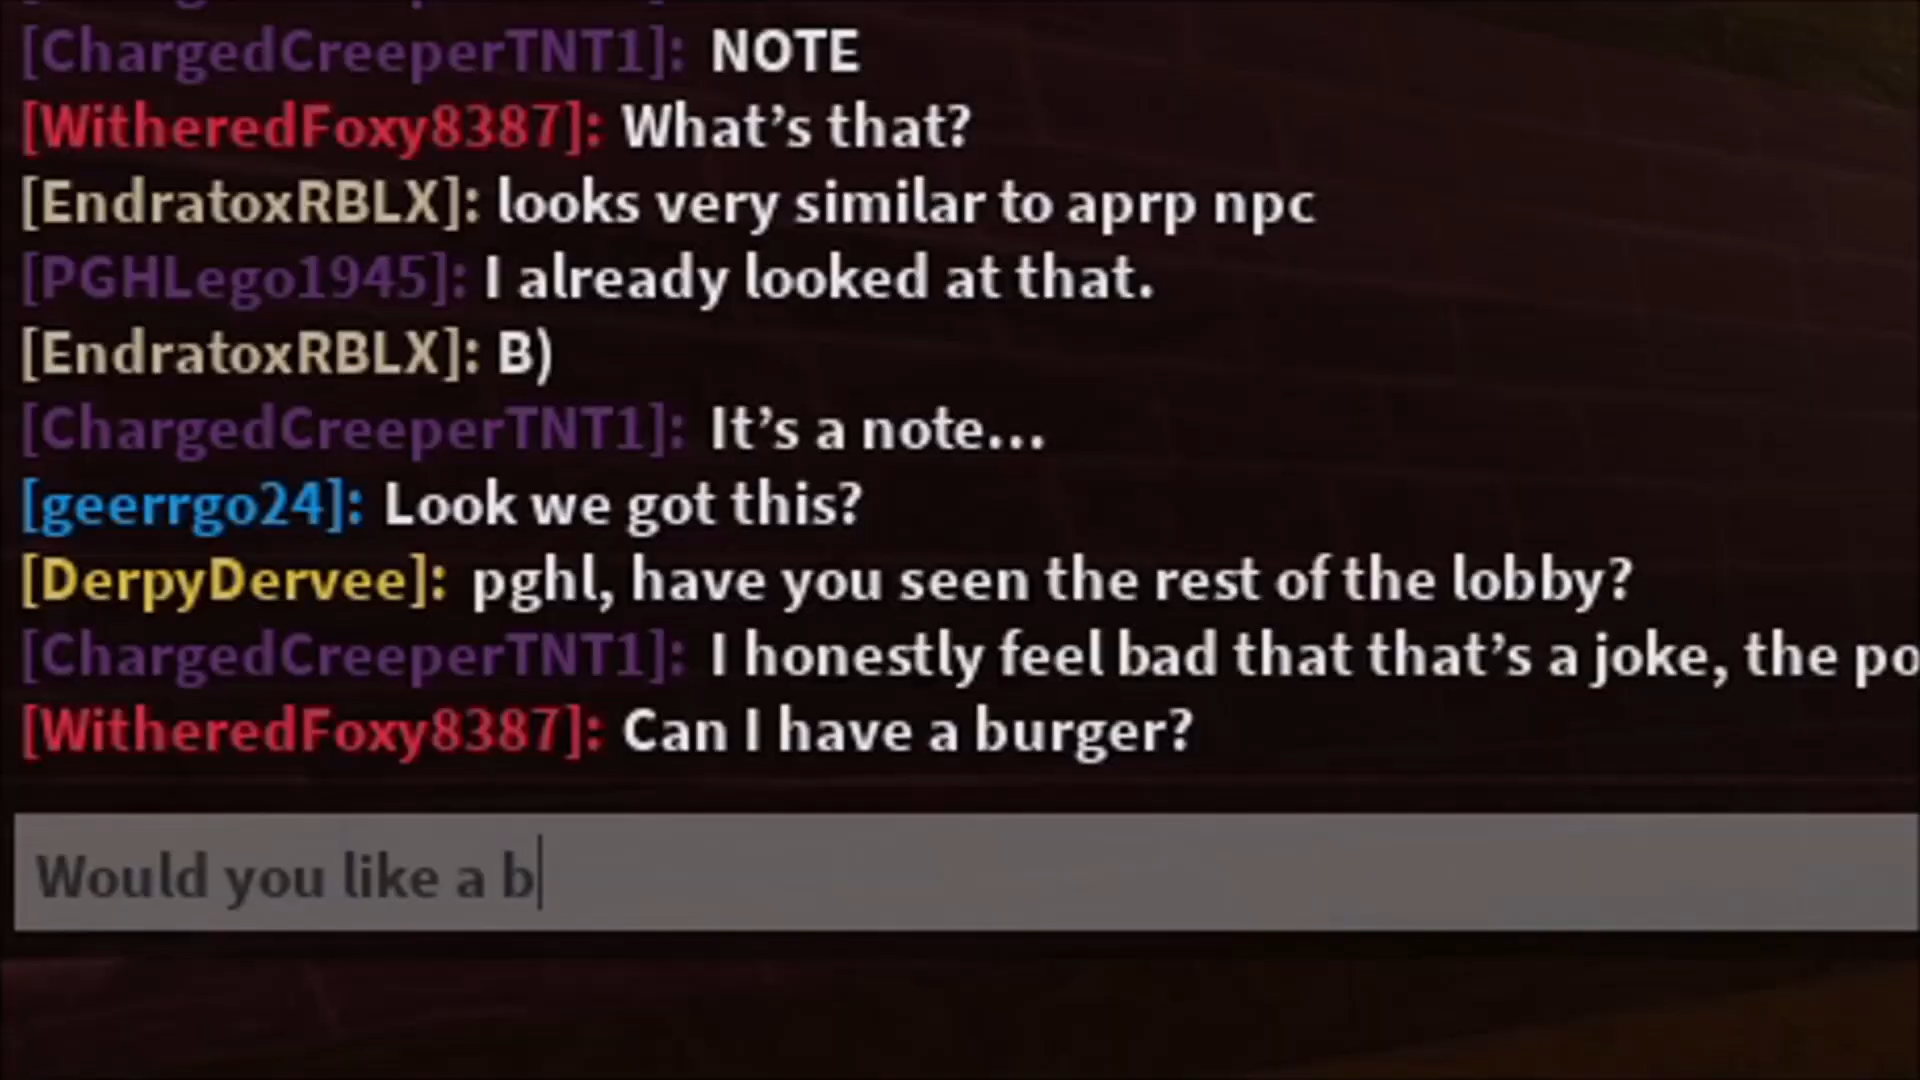 [ChargedCreeperTNT1]: NOTE
[WitheredFoxy8387]: What’s that?
[EndratoxRBLX]: looks very similar to aprp npc
[PGHLego1945]: I already looked at that.
[EndratoxRBLX]: B)
[ChargedCreeperTNT1]: It’s a note...
[geerrgo24]: Look we got this?
[DerpyDervee]: pghl, have you seen the rest of the lobby?
[ChargedCreeperTNT1]: I honestly feel bad that that’s a joke, the po
[WitheredFoxy8387]: Can I have a burger?
Would you like a b